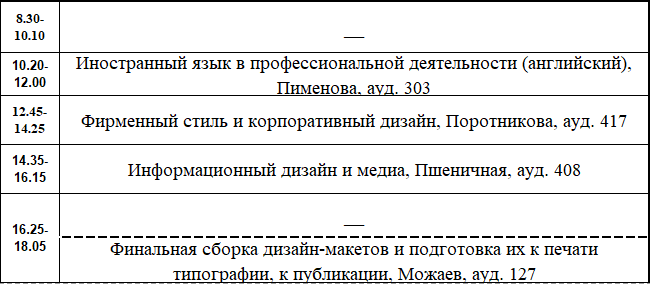 8.30-
10.10
—
10.20-
12.00
Иностранный язык в профессиональной деятельности (английский),
Пименова, ауд. 303
12.45-
14.25
Фирменный стиль и корпоративный дизайн, Поротникова, ауд. 417
14.35-
16.15
Информационный дизайн и медиа, Пшеничная, ауд. 408
16.25-
18.05
—
Финальная сборка дизайн-макетов и подготовка их к печати
типографии, к публикации, Можаев, ауд. 127